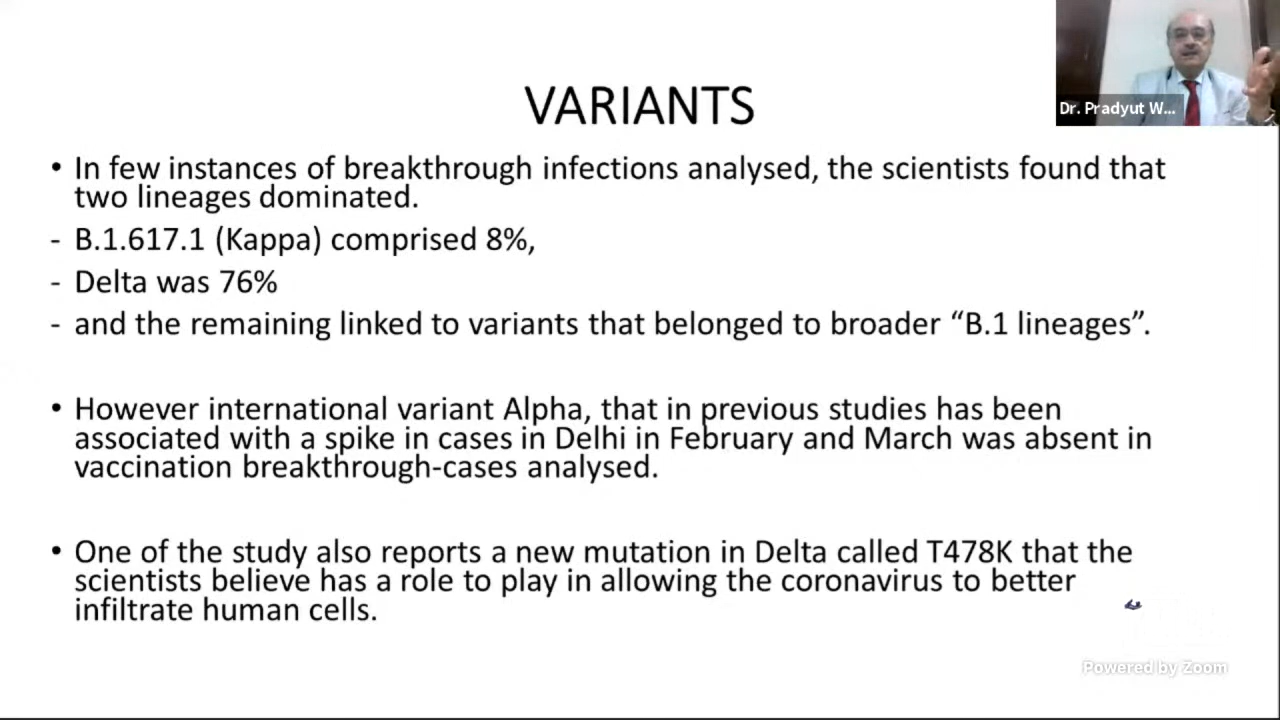 Dr. Pradyut W...
VARIANTS
• In few instances of breakthrough infections analysed, the scientists found that
two lineages dominated.
- B.1.617.1 (Kappa) comprised 8%,
- Delta was 76%
- and the remaining linked to variants that belonged to broader “B.1 lineages”.
• However international variant Alpha, that in previous studies has been
associated with a spike in cases in Delhi in February and March was absent in
vaccination breakthrough-cases analysed.
• One of the study also reports a new mutation in Delta called T478K that the
scientists believe has a role to play in allowing the coronavirus to better
infiltrate human cells.
Powered by Zoom